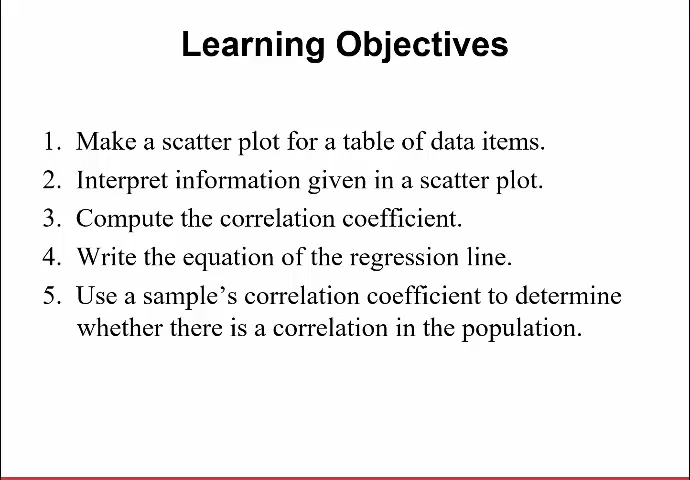 Learning Objectives
1. Make a scatter plot for a table of data items.
2. Interpret information given in a scatter plot.
3. Compute the correlation coefficient.
4. Write the equation of the regression line.
5. Use a sample’s correlation coefficient to determine
whether there is a correlation in the population.